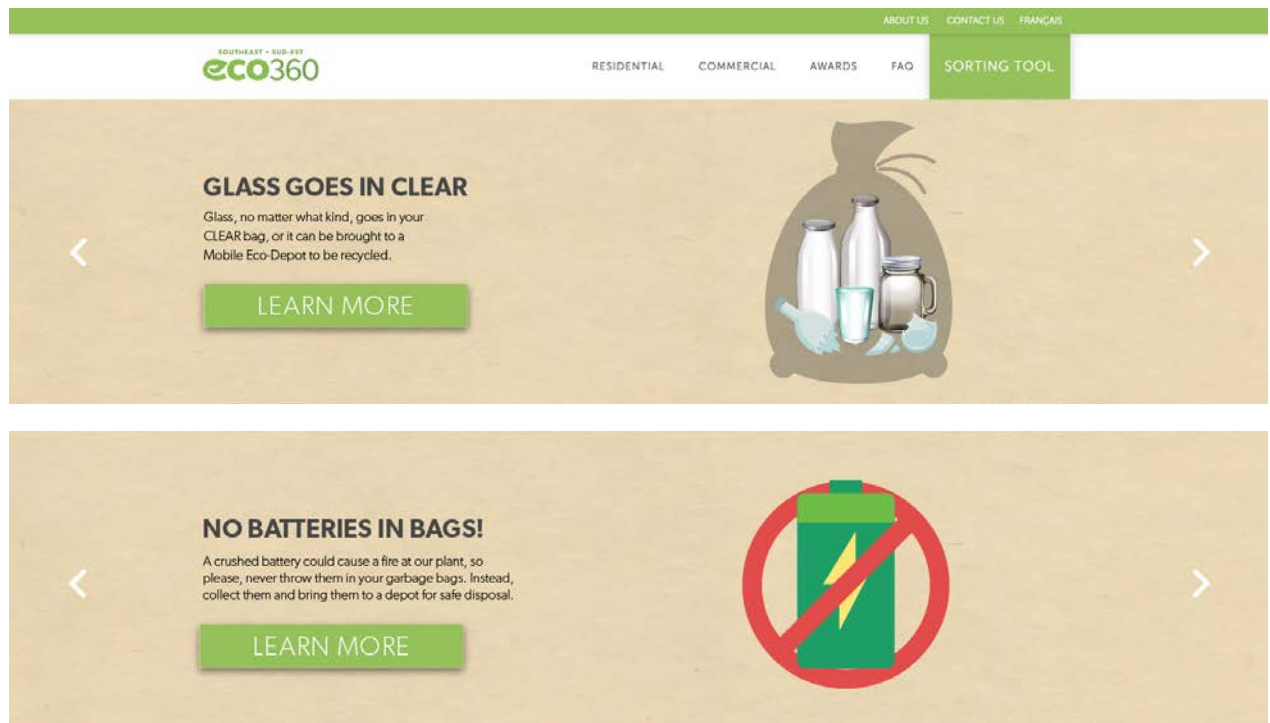 ABOUT US CONTACT US FRANÇAIS
SOUTHEAST - SUD-EST
eco360
RESIDENTIAL COMMERCIAL AWARDS FAQ SORTING TOOL
GLASS GOES IN CLEAR
Glass, no matter what kind, goes in your
CLEAR bag, or it can be brought to a
Mobile Eco-Depot to be recycled.
LEARN MORE
NO BATTERIES IN BAGS!
A crushed battery could cause a fire at our plant, so
please, never throw them in your garbage bags. Instead,
collect them and bring them to a depot for safe disposal.
LEARN MORE